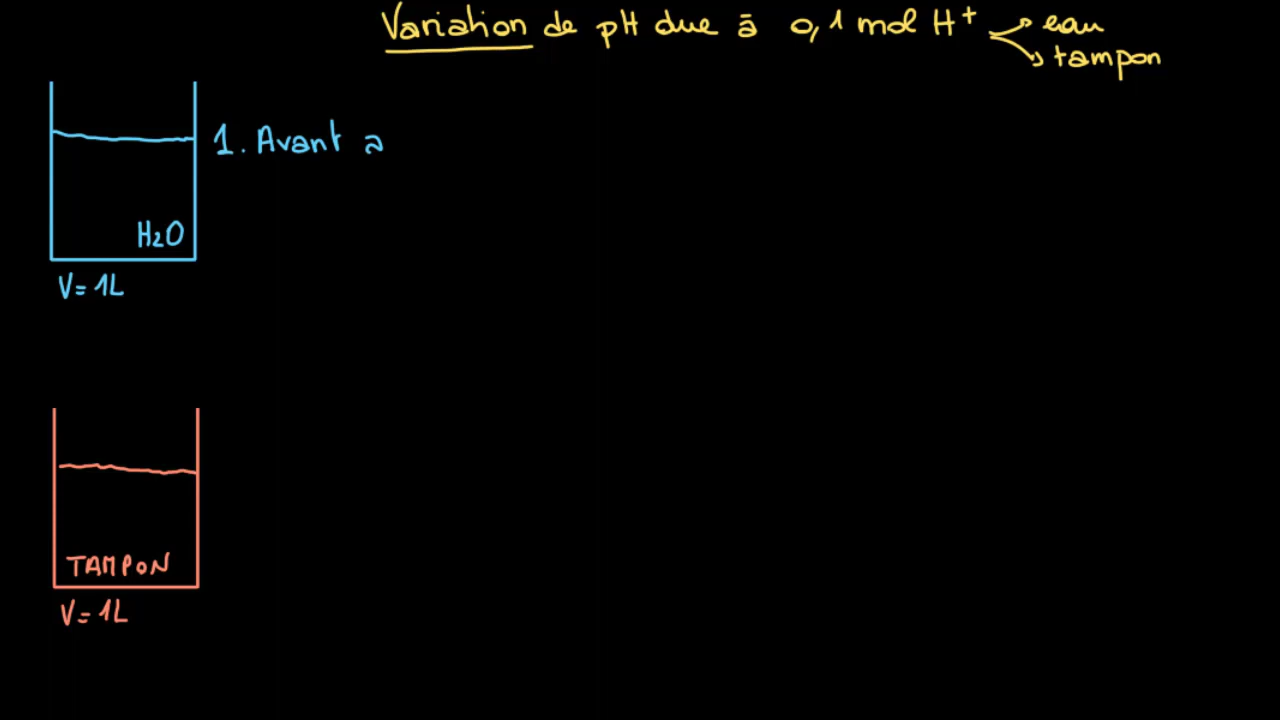 Variation de pH due à 0,1 mol H+ → eau
→ tampon
1. Avant a
H2O
V = 1L
TAMPON
V = 1L